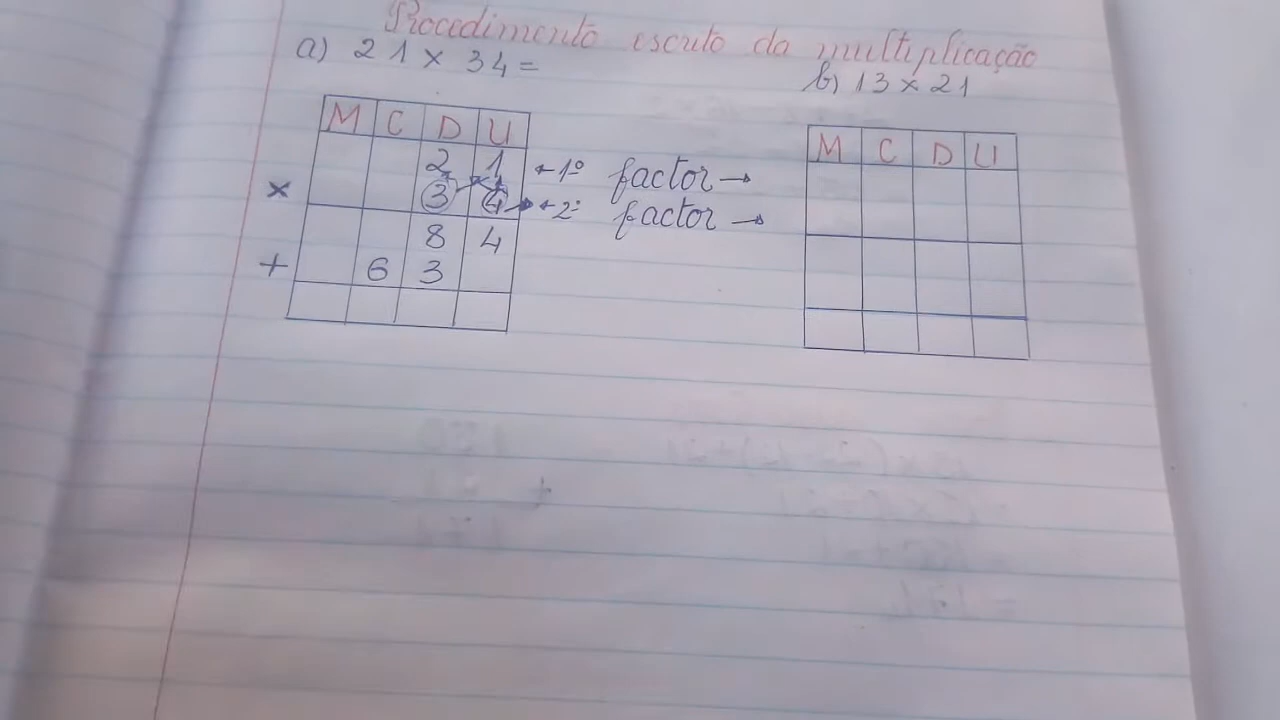 Procedimento escrito da multiplicação
a) 21 x 34 =
b) 13 x 21
M C D U
2 1 ← 1º factor →
x 3 4 ← 2º factor →
8 4
+ 6 3
M C D U